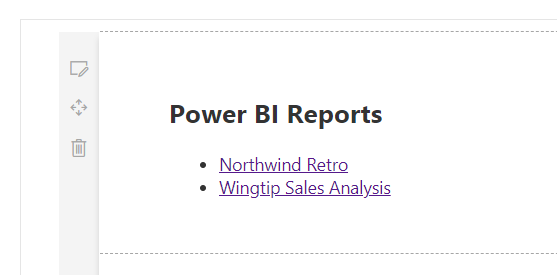 Power BI Reports
Northwind Retro
Wingtip Sales Analysis